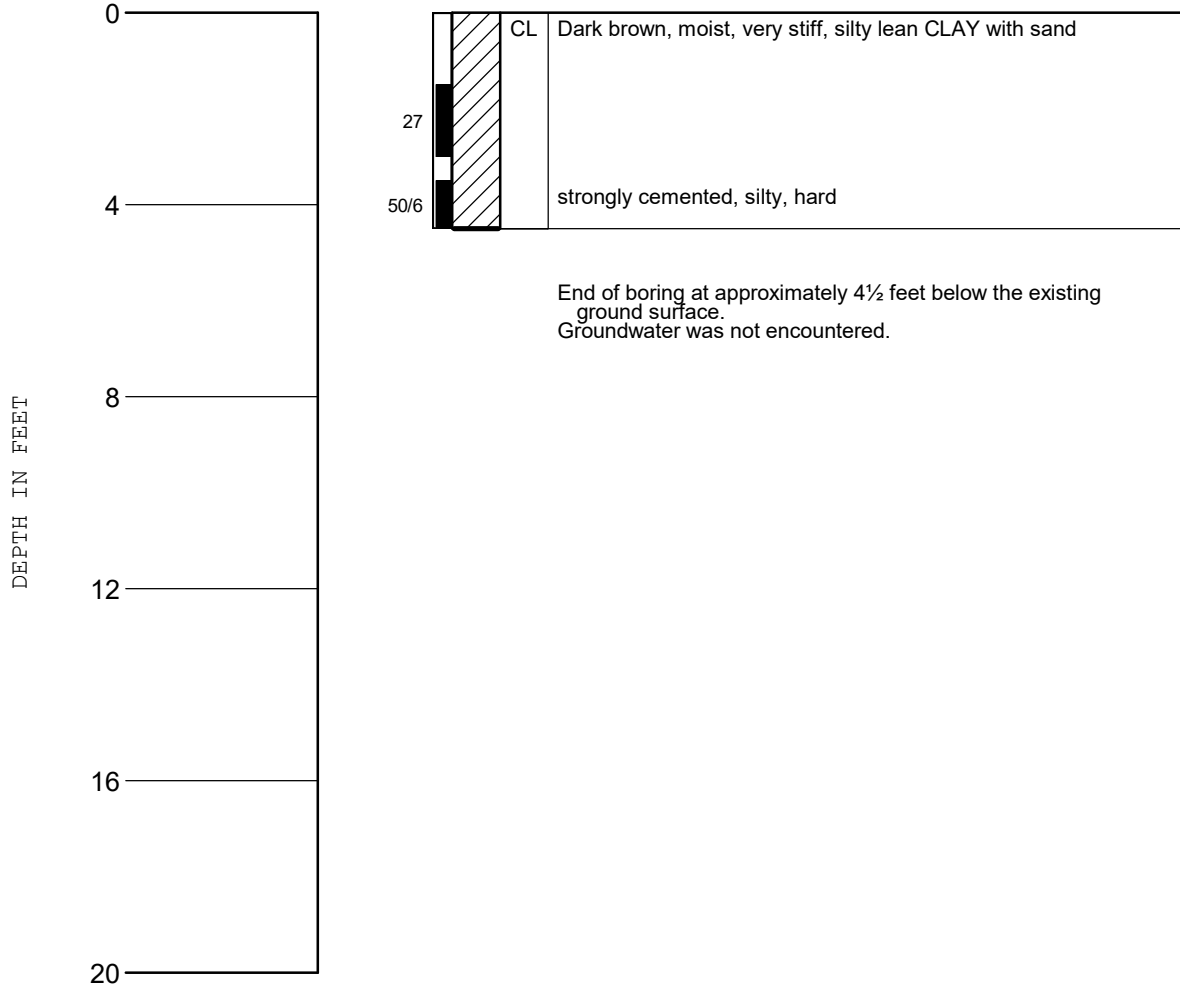 0
CL
Dark brown, moist, very stiff, silty lean CLAY with sand
27
4
50/6
strongly cemented, silty, hard
End of boring at approximately 4½ feet below the existing
ground surface.
Groundwater was not encountered.
8
DEPTH IN FEET
12
16
20